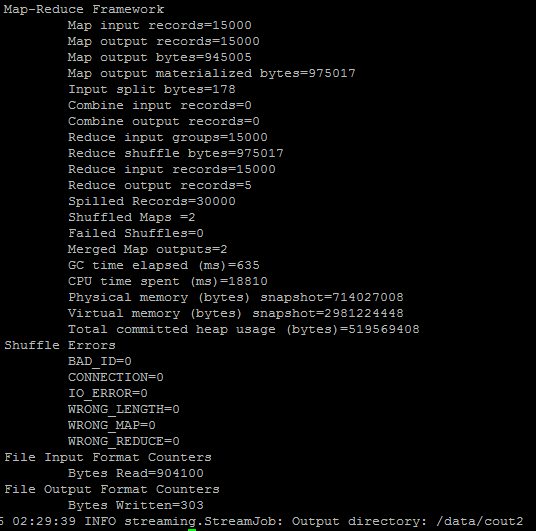 Map-Reduce Framework
Map input records=15000
Map output records=15000
Map output bytes=945005
Map output materialized bytes=975017
Input split bytes=178
Combine input records=0
Combine output records=0
Reduce input groups=15000
Reduce shuffle bytes=975017
Reduce input records=15000
Reduce output records=5
Spilled Records=30000
Shuffled Maps =2
Failed Shuffles=0
Merged Map outputs=2
GC time elapsed (ms)=635
CPU time spent (ms)=18810
Physical memory (bytes) snapshot=714027008
Virtual memory (bytes) snapshot=2981224448
Total committed heap usage (bytes)=519569408
Shuffle Errors
BAD_ID=0
CONNECTION=0
IO_ERROR=0
WRONG_LENGTH=0
WRONG_MAP=0
WRONG_REDUCE=0
File Input Format Counters
Bytes Read=904100
File Output Format Counters
Bytes Written=303
02:29:39 INFO streaming.StreamJob: Output directory: /data/cout2